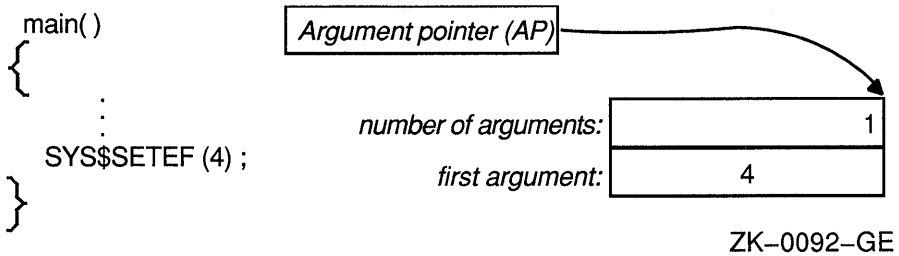 main( )
{
.
.
.
SYS$SETEF (4) ;
}
Argument pointer (AP)
number of arguments: 1
first argument: 4
ZK–0092–GE